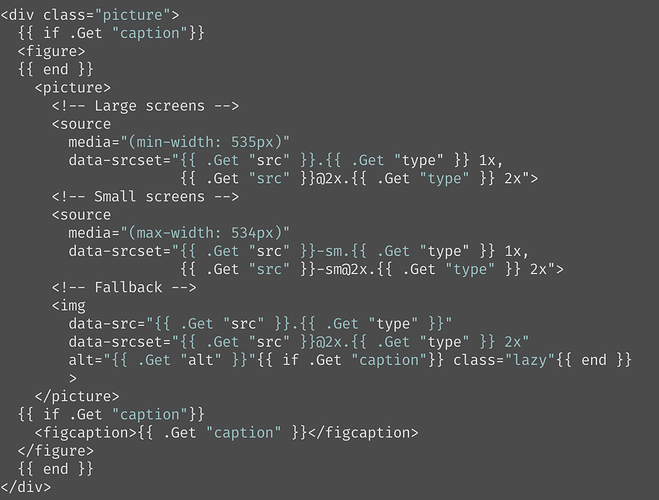 <div class="picture">
  {{ if .Get "caption"}}
  <figure>
  {{ end }}
    <picture>
      <!-- Large screens -->
      <source
        media="(min-width: 535px)"
        data-srcset="{{ .Get "src" }}.{{ .Get "type" }} 1x,
                     {{ .Get "src" }}@2x.{{ .Get "type" }} 2x">
      <!-- Small screens -->
      <source
        media="(max-width: 534px)"
        data-srcset="{{ .Get "src" }}-sm.{{ .Get "type" }} 1x,
                     {{ .Get "src" }}-sm@2x.{{ .Get "type" }} 2x">
      <!-- Fallback -->
      <img
        data-src="{{ .Get "src" }}.{{ .Get "type" }}"
        data-srcset="{{ .Get "src" }}@2x.{{ .Get "type" }} 2x"
        alt="{{ .Get "alt" }}"{{ if .Get "caption"}} class="lazy"{{ end }}
        >
    </picture>
  {{ if .Get "caption"}}
    <figcaption>{{ .Get "caption" }}</figcaption>
  </figure>
  {{ end }}
</div>